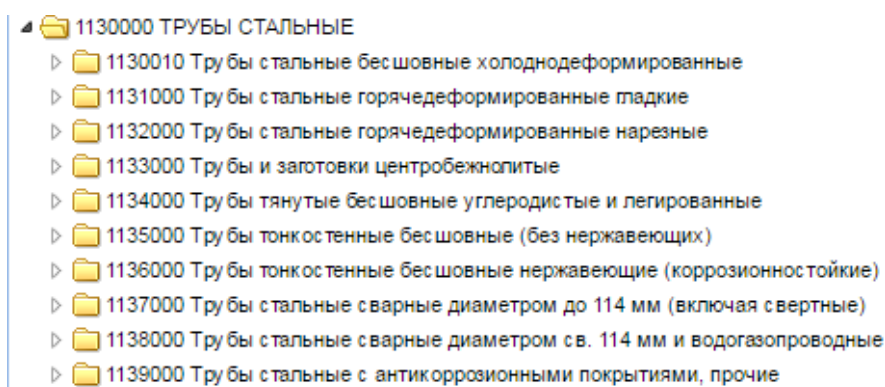 1130000 ТРУБЫ СТАЛЬНЫЕ
1130010 Трубы стальные бесшовные холоднодеформированные
1131000 Трубы стальные горячедеформированные гладкие
1132000 Трубы стальные горячедеформированные нарезные
1133000 Трубы и заготовки центробежнолитые
1134000 Трубы тянутые бесшовные углеродистые и легированные
1135000 Трубы тонкостенные бесшовные (без нержавеющих)
1136000 Трубы тонкостенные бесшовные нержавеющие (коррозионностойкие)
1137000 Трубы стальные сварные диаметром до 114 мм (включая свертные)
1138000 Трубы стальные сварные диаметром св. 114 мм и водогазопроводные
1139000 Трубы стальные с антикоррозионными покрытиями, прочие